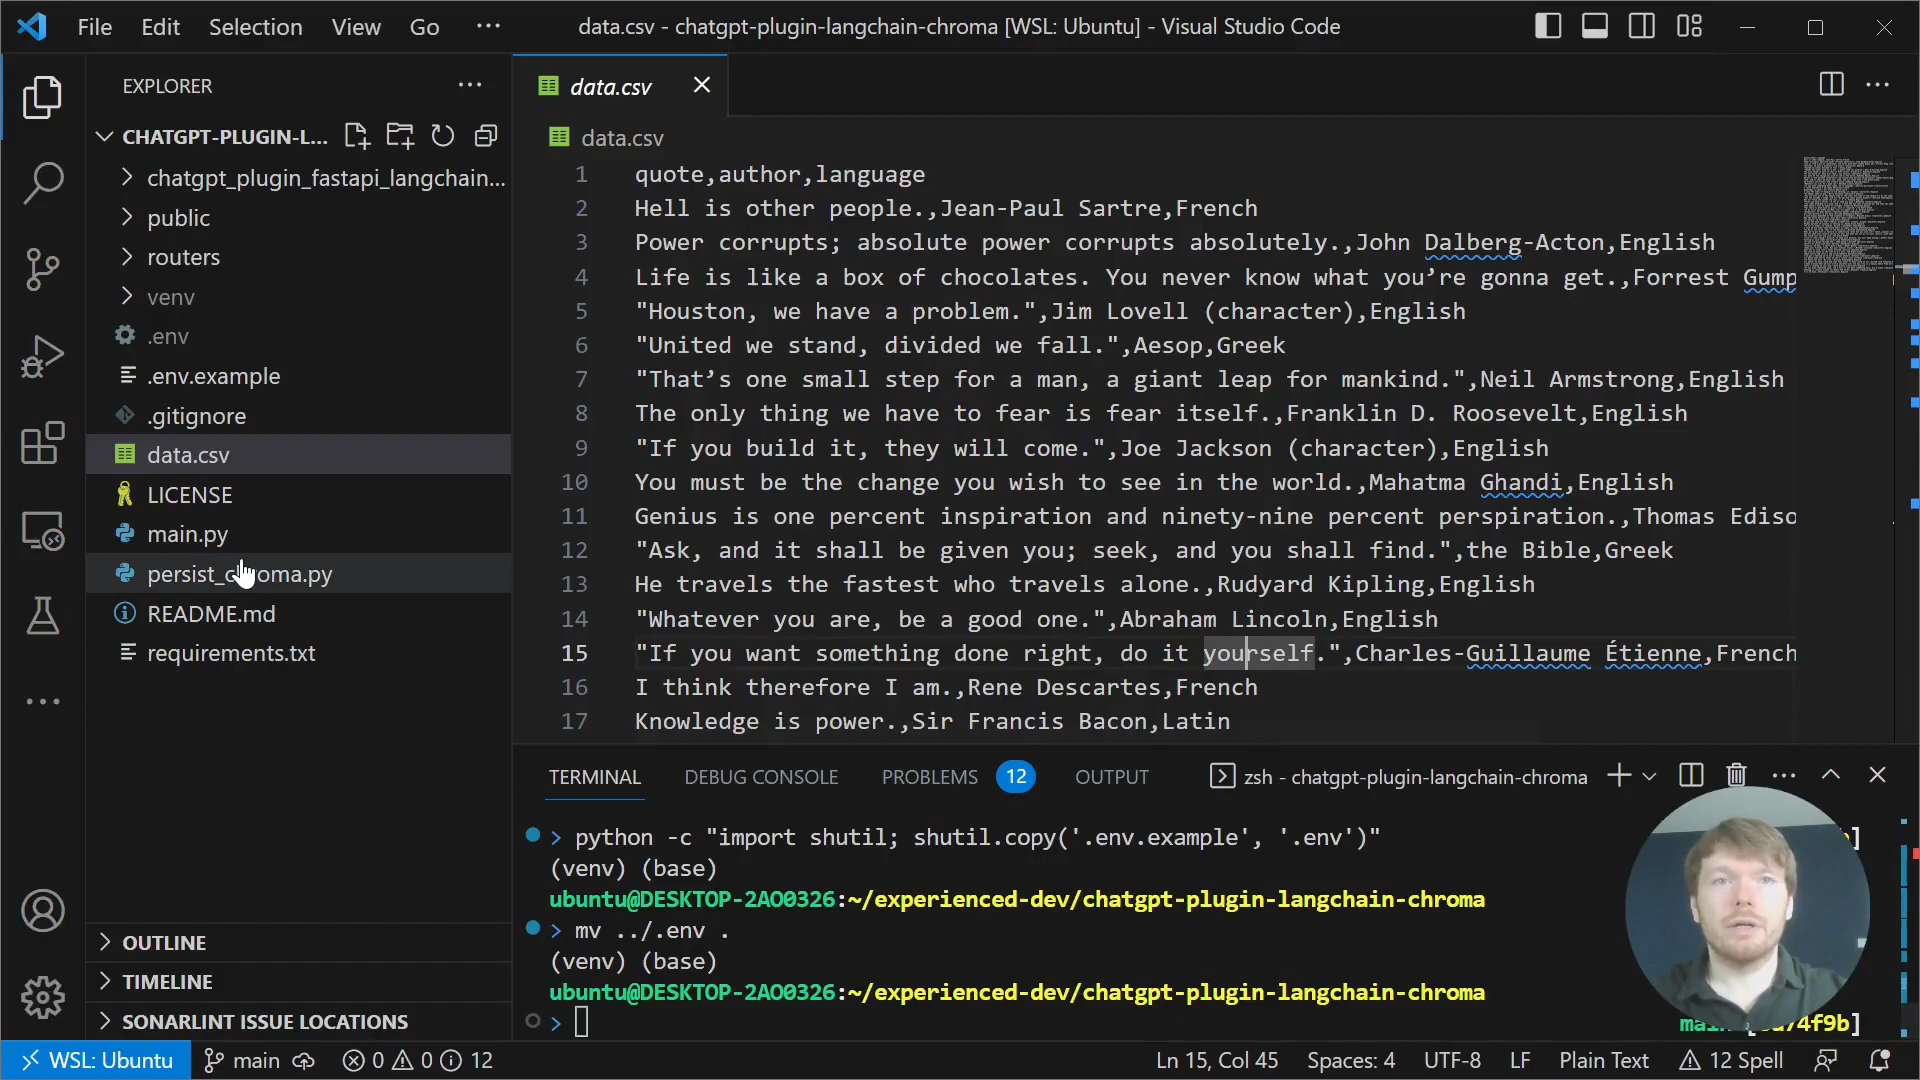 File Edit Selection View Go ··· data.csv - chatgpt-plugin-langchain-chroma [WSL: Ubuntu] - Visual Studio Code
EXPLORER
CHATGPT-PLUGIN-L...
chatgpt_plugin_fastapi_langchain...
public
routers
venv
.env
.env.example
.gitignore
data.csv
LICENSE
main.py
persist_chroma.py
README.md
requirements.txt
OUTLINE
TIMELINE
SONARLINT ISSUE LOCATIONS
data.csv
data.csv
1 quote,author,language
2 Hell is other people.,Jean-Paul Sartre,French
3 Power corrupts; absolute power corrupts absolutely.,John Dalberg-Acton,English
4 Life is like a box of chocolates. You never know what you’re gonna get.,Forrest Gump
5 "Houston, we have a problem.",Jim Lovell (character),English
6 "United we stand, divided we fall.",Aesop,Greek
7 "That’s one small step for a man, a giant leap for mankind.",Neil Armstrong,English
8 The only thing we have to fear is fear itself.,Franklin D. Roosevelt,English
9 "If you build it, they will come.",Joe Jackson (character),English
10 You must be the change you wish to see in the world.,Mahatma Ghandi,English
11 Genius is one percent inspiration and ninety-nine percent perspiration.,Thomas Ediso
12 "Ask, and it shall be given you; seek, and you shall find.",the Bible,Greek
13 He travels the fastest who travels alone.,Rudyard Kipling,English
14 "Whatever you are, be a good one.",Abraham Lincoln,English
15 "If you want something done right, do it yourself.",Charles-Guillaume Étienne,French
16 I think therefore I am.,Rene Descartes,French
17 Knowledge is power.,Sir Francis Bacon,Latin
TERMINAL DEBUG CONSOLE PROBLEMS 12 OUTPUT zsh - chatgpt-plugin-langchain-chroma
> python -c "import shutil; shutil.copy('.env.example', '.env')"
(venv) (base)
ubuntu@DESKTOP-2AO0326:~/experienced-dev/chatgpt-plugin-langchain-chroma
> mv ../.env .
(venv) (base)
ubuntu@DESKTOP-2AO0326:~/experienced-dev/chatgpt-plugin-langchain-chroma
>
WSL: Ubuntu main 0 0 12 Ln 15, Col 45 Spaces: 4 UTF-8 LF Plain Text 12 Spell